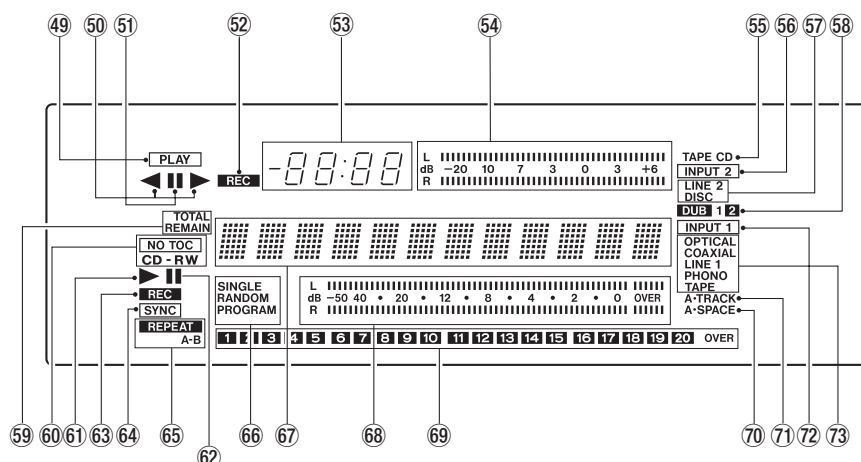 49 50 51 52 53 54 55 56 57 58
PLAY
REC
-88:88
L
dB -20 10 7 3 0 3 +6
R
TAPE CD
INPUT 2
LINE 2
DISC
DUB 1 2
INPUT 1
OPTICAL
COAXIAL
LINE 1
PHONO
TAPE
A•TRACK
A•SPACE
TOTAL
REMAIN
NO TOC
CD-RW
REC
SYNC
REPEAT
A-B
SINGLE
RANDOM
PROGRAM
L
dB -50 40 • 20 • 12 • 8 • 4 • 2 • 0 OVER
R
1 2 3 4 5 6 7 8 9 10 11 12 13 14 15 16 17 18 19 20 OVER
59 60 61 63 64 65 62 66 67 68 69 70 71 72 73